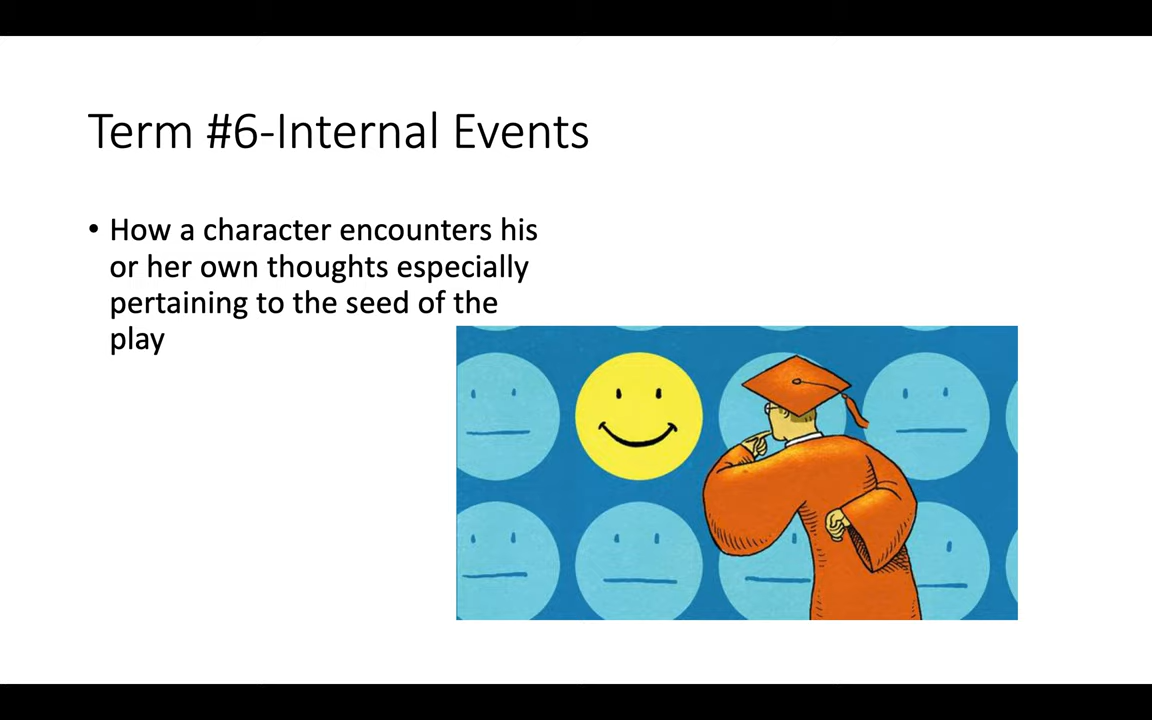 Term #6-Internal Events
• How a character encounters his
or her own thoughts especially
pertaining to the seed of the
play